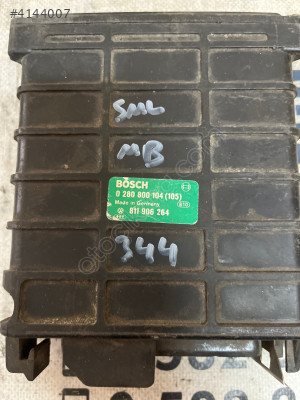 #4144007
SML
MB
BOSCH
0 280 800 104 (105)
Made in Germany
811 906 264
344